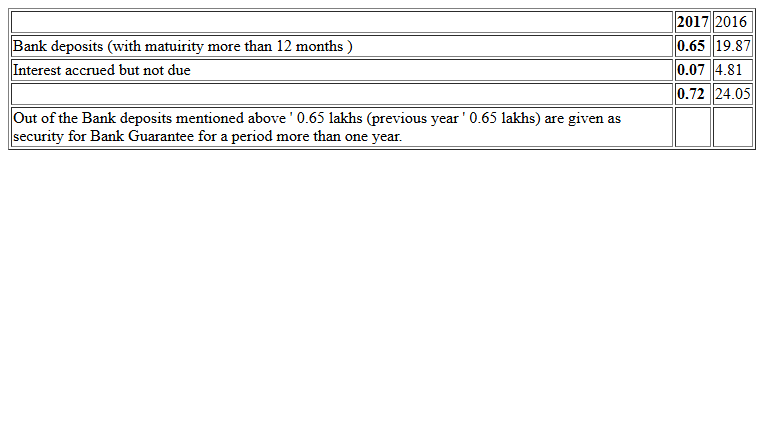 2017 2016
Bank deposits (with matuirity more than 12 months ) 0.65 19.87
Interest accrued but not due 0.07 4.81
0.72 24.05
Out of the Bank deposits mentioned above ' 0.65 lakhs (previous year ' 0.65 lakhs) are given as
security for Bank Guarantee for a period more than one year.